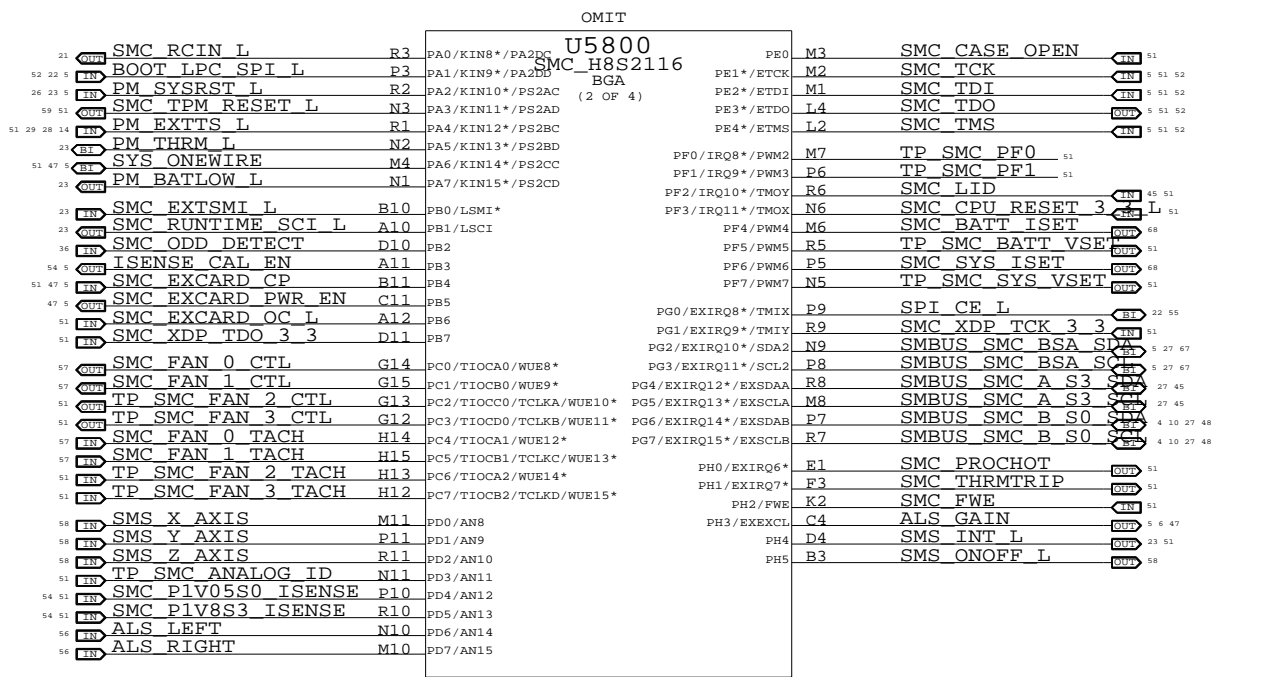 OMIT
U5800
SMC_H8S2116
BGA
(2 OF 4)
21 OUT SMC_RCIN_L R3 PA0/KIN8*/PA2DC
52 22 5 IN BOOT_LPC_SPI_L P3 PA1/KIN9*/PA2DD
26 23 5 IN PM_SYSRST_L R2 PA2/KIN10*/PS2AC
59 51 OUT SMC_TPM_RESET_L N3 PA3/KIN11*/PS2AD
51 29 28 14 IN PM_EXTTS_L R1 PA4/KIN12*/PS2BC
23 BI PM_THRM_L N2 PA5/KIN13*/PS2BD
51 47 5 BI SYS_ONEWIRE M4 PA6/KIN14*/PS2CC
23 OUT PM_BATLOW_L N1 PA7/KIN15*/PS2CD
23 IN SMC_EXTSMI_L B10 PB0/LSMI*
23 OUT SMC_RUNTIME_SCI_L A10 PB1/LSCI
36 IN SMC_ODD_DETECT D10 PB2
54 5 OUT ISENSE_CAL_EN A11 PB3
51 47 5 IN SMC_EXCARD_CP B11 PB4
47 5 OUT SMC_EXCARD_PWR_EN C11 PB5
51 IN SMC_EXCARD_OC_L A12 PB6
51 IN SMC_XDP_TDO_3_3 D11 PB7
57 OUT SMC_FAN_0_CTL G14 PC0/TIOCA0/WUE8*
57 OUT SMC_FAN_1_CTL G15 PC1/TIOCB0/WUE9*
51 OUT TP_SMC_FAN_2_CTL G13 PC2/TIOCC0/TCLKA/WUE10*
51 OUT TP_SMC_FAN_3_CTL G12 PC3/TIOCD0/TCLKB/WUE11*
57 IN SMC_FAN_0_TACH H14 PC4/TIOCA1/WUE12*
57 IN SMC_FAN_1_TACH H15 PC5/TIOCB1/TCLKC/WUE13*
51 IN TP_SMC_FAN_2_TACH H13 PC6/TIOCA2/WUE14*
51 IN TP_SMC_FAN_3_TACH H12 PC7/TIOCB2/TCLKD/WUE15*
58 IN SMS_X_AXIS M11 PD0/AN8
58 IN SMS_Y_AXIS P11 PD1/AN9
58 IN SMS_Z_AXIS R11 PD2/AN10
51 IN TP_SMC_ANALOG_ID N11 PD3/AN11
54 51 IN SMC_P1V05S0_ISENSE P10 PD4/AN12
54 51 IN SMC_P1V8S3_ISENSE R10 PD5/AN13
56 IN ALS_LEFT N10 PD6/AN14
56 IN ALS_RIGHT M10 PD7/AN15
PE0 M3 SMC_CASE_OPEN IN 51
PE1*/ETCK M2 SMC_TCK IN 5 51 52
PE2*/ETDI M1 SMC_TDI IN 5 51 52
PE3*/ETDO L4 SMC_TDO OUT 5 51 52
PE4*/ETMS L2 SMC_TMS IN 5 51 52
PF0/IRQ8*/PWM2 M7 TP_SMC_PF0 51
PF1/IRQ9*/PWM3 P6 TP_SMC_PF1 51
PF2/IRQ10*/TMOY R6 SMC_LID IN 45 51
PF3/IRQ11*/TMOX N6 SMC_CPU_RESET_3_3_L IN 51
PF4/PWM4 M6 SMC_BATT_ISET OUT 68
PF5/PWM5 R5 TP_SMC_BATT_VSET OUT 51
PF6/PWM6 P5 SMC_SYS_ISET OUT 68
PF7/PWM7 N5 TP_SMC_SYS_VSET OUT 51
PG0/EXIRQ8*/TMIX P9 SPI_CE_L BI 22 55
PG1/EXIRQ9*/TMIY R9 SMC_XDP_TCK_3_3 IN 51
PG2/EXIRQ10*/SDA2 N9 SMBUS_SMC_BSA_SDA BI 5 27 67
PG3/EXIRQ11*/SCL2 P8 SMBUS_SMC_BSA_SCL BI 5 27 67
PG4/EXIRQ12*/EXSDAA R8 SMBUS_SMC_A_S3_SDA BI 27 45
PG5/EXIRQ13*/EXSCLA M8 SMBUS_SMC_A_S3_SCL BI 27 45
PG6/EXIRQ14*/EXSDAB P7 SMBUS_SMC_B_S0_SDA BI 4 10 27 48
PG7/EXIRQ15*/EXSCLB R7 SMBUS_SMC_B_S0_SCL BI 4 10 27 48
PH0/EXIRQ6* E1 SMC_PROCHOT OUT 51
PH1/EXIRQ7* F3 SMC_THRMTRIP OUT 51
PH2/FWE K2 SMC_FWE IN 51
PH3/EXEXCL C4 ALS_GAIN OUT 5 6 47
PH4 D4 SMS_INT_L OUT 23 51
PH5 B3 SMS_ONOFF_L OUT 58